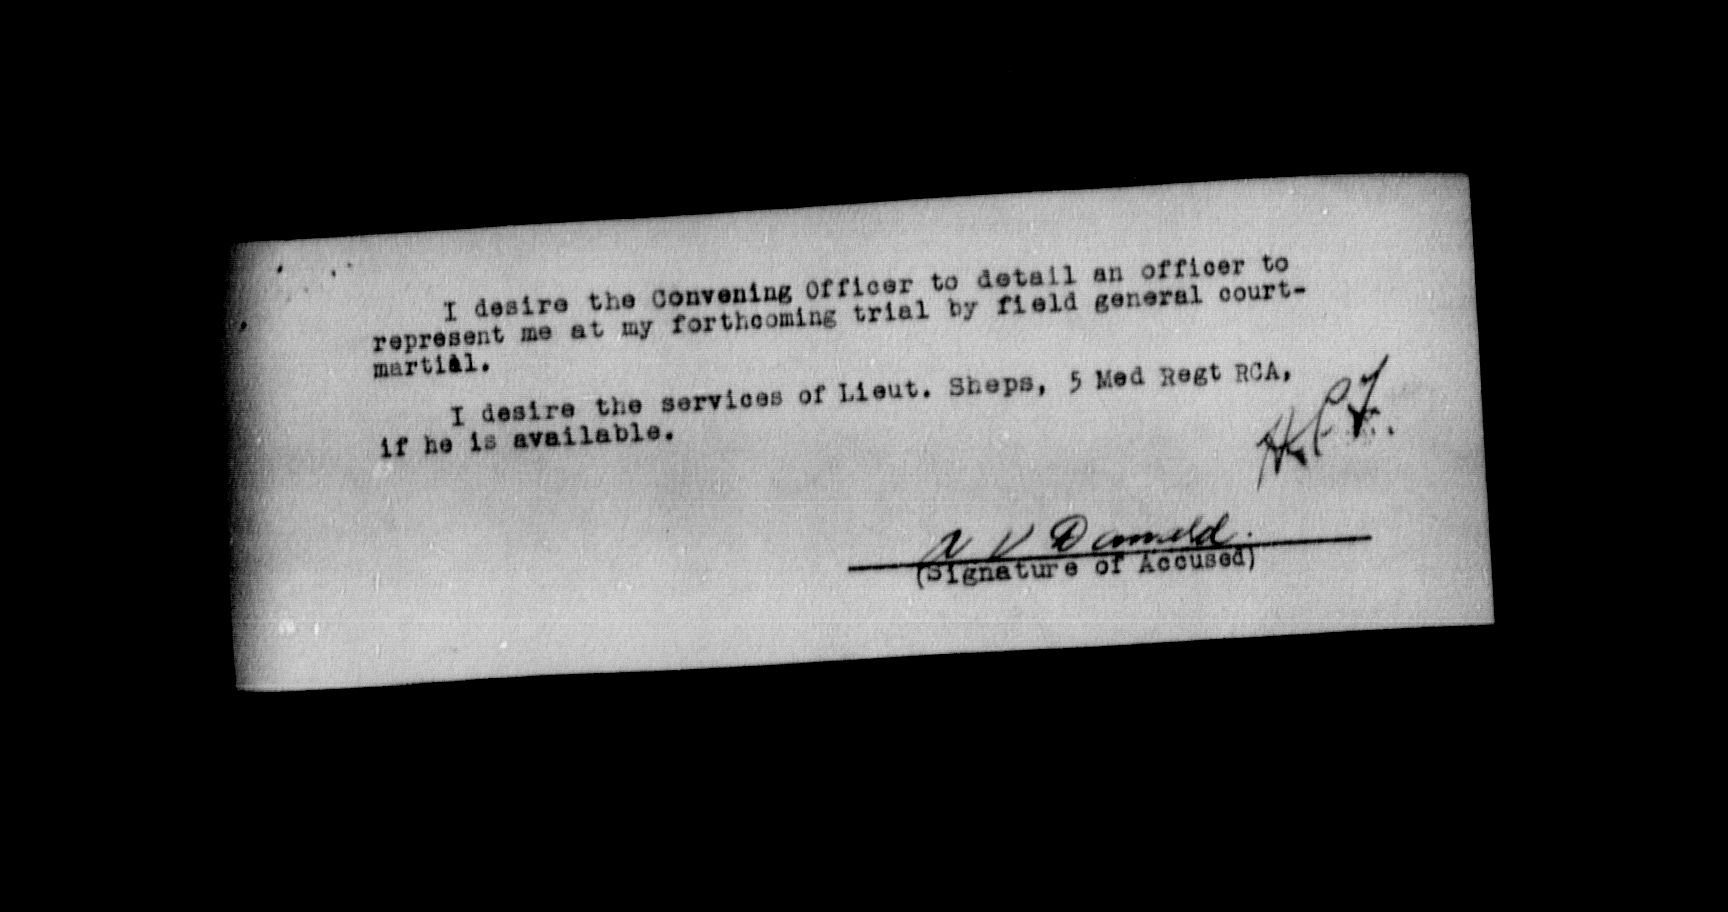 I desire the Convening Officer to detail an officer to
represent me at my forthcoming trial by field general court-
martial.
I desire the services of Lieut. Sheps, 5 Med Regt RCA,
if he is available.
A V Donald.
(Signature of Accused)